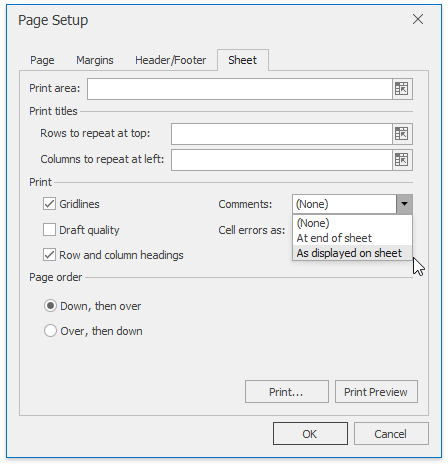 Page Setup
Page Margins Header/Footer Sheet
Print area:
Print titles
Rows to repeat at top:
Columns to repeat at left:
Print
Gridlines Comments: (None)
(None)
Draft quality Cell errors as: At end of sheet
Row and column headings As displayed on sheet
Page order
Down, then over
Over, then down
Print... Print Preview
OK Cancel